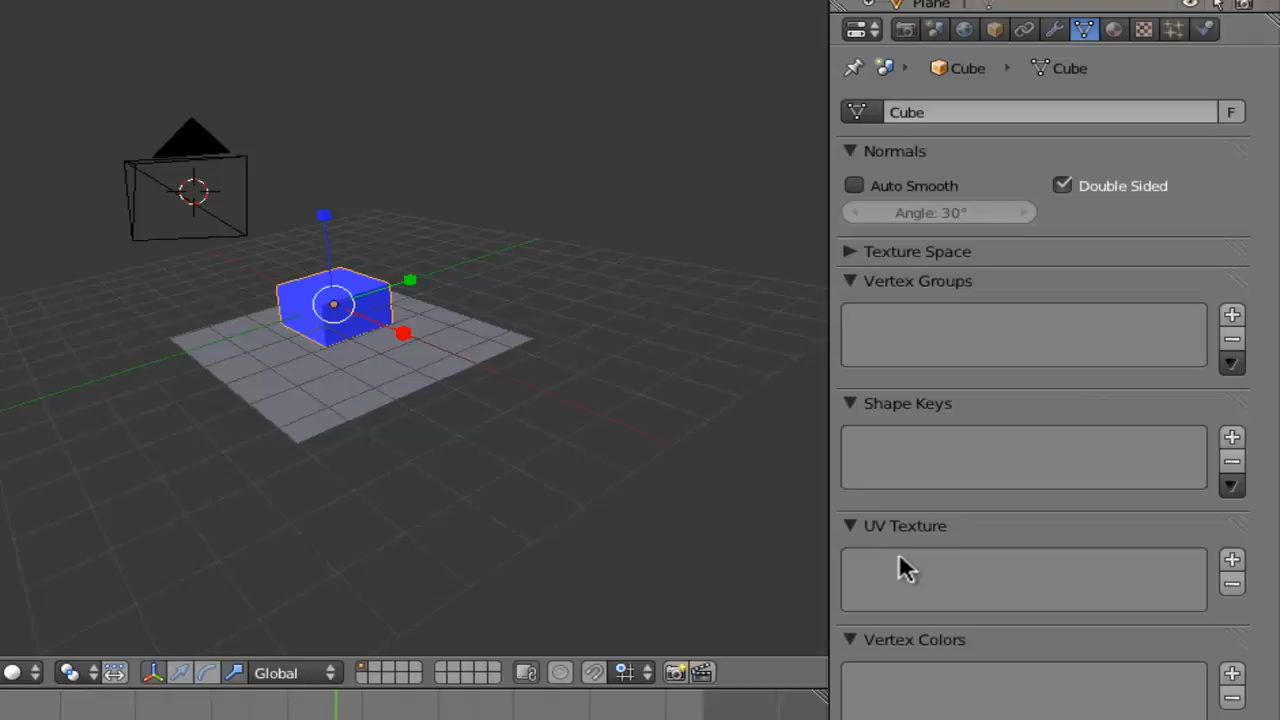 Plane
Cube
Cube
Cube
F
Normals
Auto Smooth
Double Sided
Angle: 30°
Texture Space
Vertex Groups
Shape Keys
UV Texture
Vertex Colors
Global